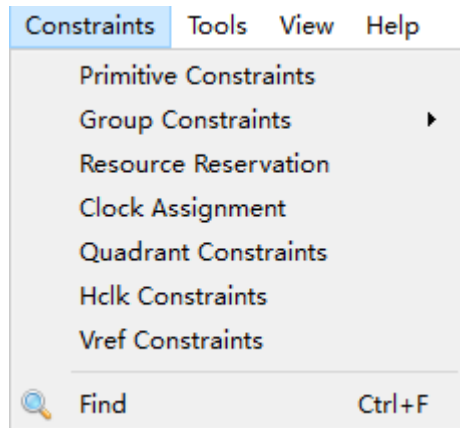 Constraints Tools View Help
Primitive Constraints
Group Constraints
Resource Reservation
Clock Assignment
Quadrant Constraints
Hclk Constraints
Vref Constraints
Find Ctrl+F